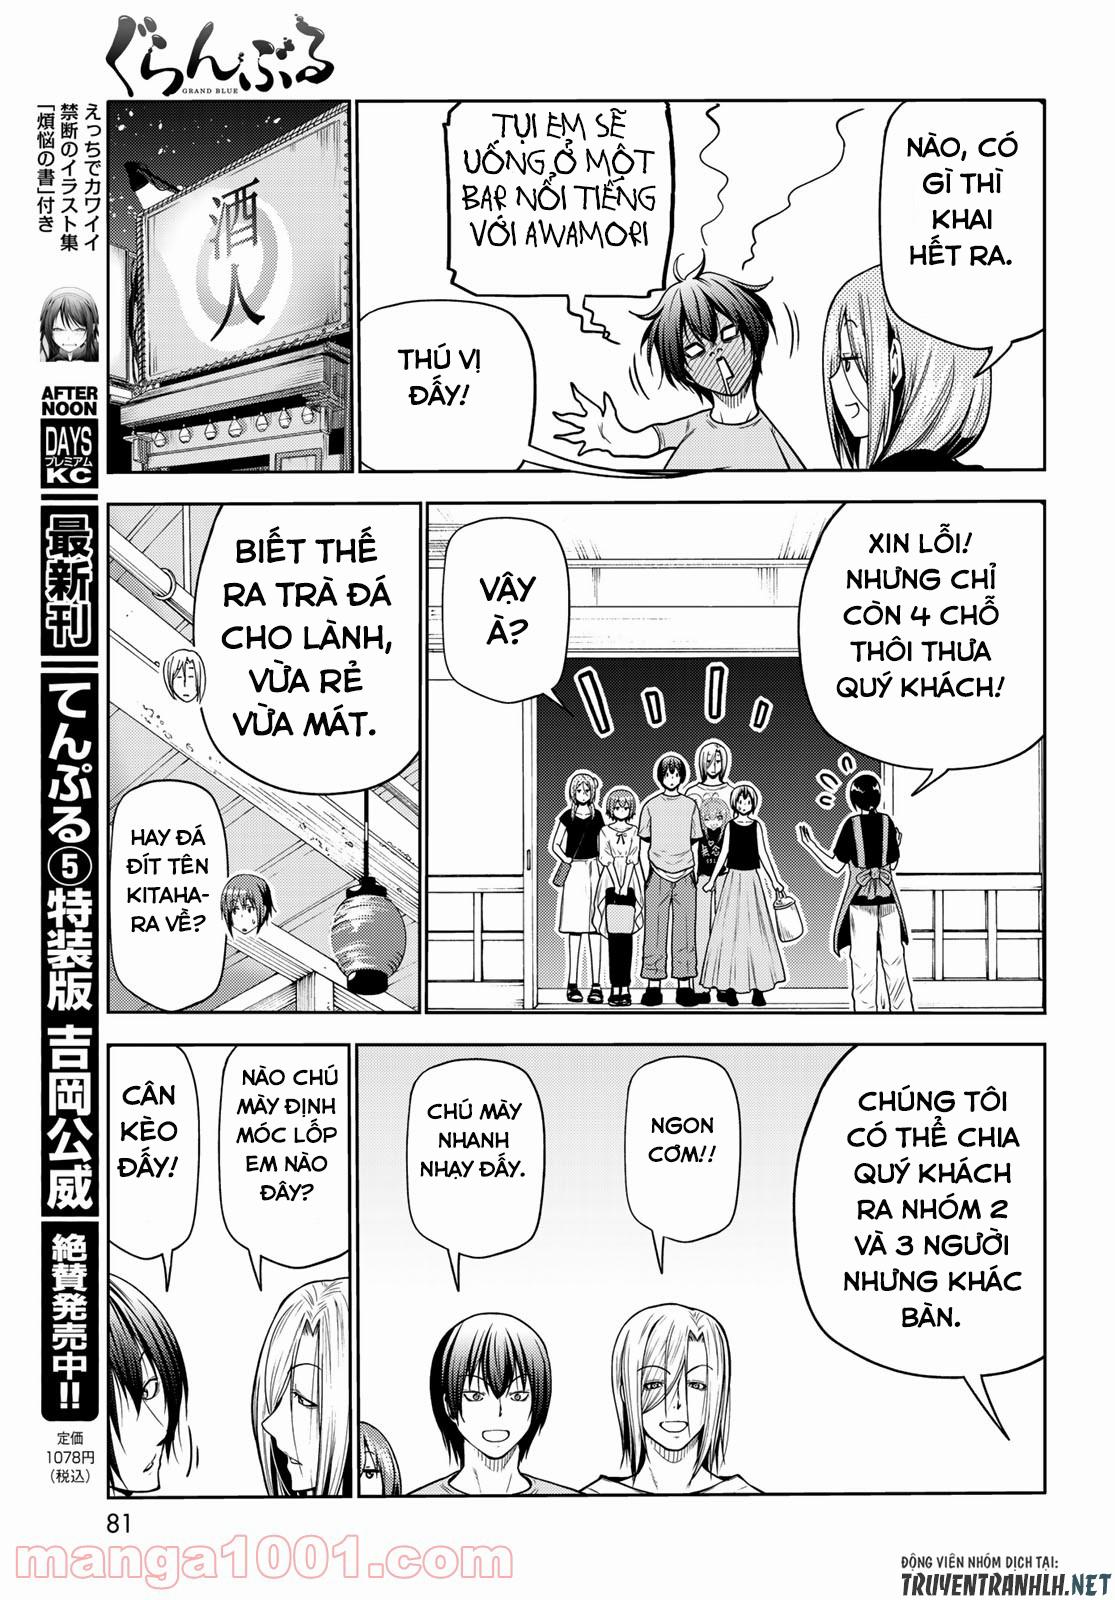 ぐらんぶる
GRAND BLUE
えっちでカワイイ
禁断のイラスト集
「煩悩の書」付き
AFTER
NOON
DAYS
プレミアム
KC
最新刊
てんぷる⑤特装版 吉岡公威
絶賛発売中!!
定価
1078円
(税込)
NÀO, CÓ
GÌ THÌ
KHAI
HẾT RA.
TỤI EM SẼ
UỐNG Ở MỘT
BAR NỔI TIẾNG
VỚI AWAMORI
THÚ VỊ
ĐẤY!
酒人
XIN LỖI!
NHƯNG CHỈ
CÒN 4 CHỖ
THÔI THƯA
QUÝ KHÁCH!
VẬY
À?
BIẾT THẾ
RA TRÀ ĐÁ
CHO LÀNH,
VỪA RẺ
VỪA MÁT.
HAY ĐÁ
ĐÍT TÊN
KITAHA-
RA VỀ?
CHÚNG TÔI
CÓ THỂ CHIA
QUÝ KHÁCH
RA NHÓM 2
VÀ 3 NGƯỜI
NHƯNG KHÁC
BÀN.
NGON
CƠM!!
CHÚ MÀY
NHANH
NHẠY ĐẤY.
NÀO CHÚ
MÀY ĐỊNH
MÓC LỐP
EM NÀO
ĐÂY?
CÂN
KÈO
ĐẤY!
81
manga1001.com
ĐỘNG VIÊN NHÓM DỊCH TẠI:
TRUYENTRANHLH.NET